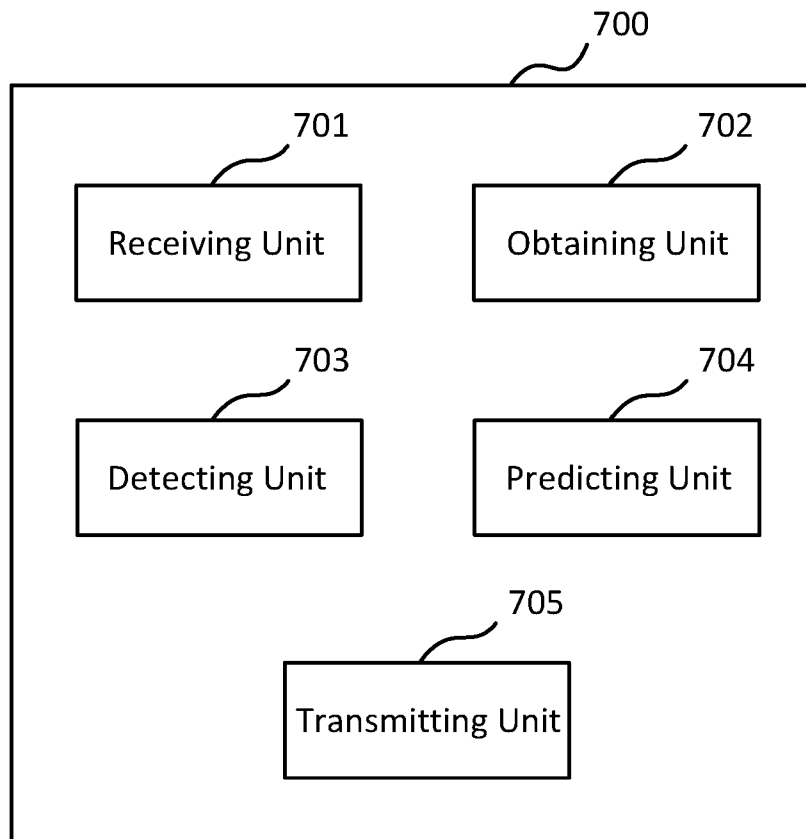 700
701
702
Receiving Unit
Obtaining Unit
703
704
Detecting Unit
Predicting Unit
705
Transmitting Unit